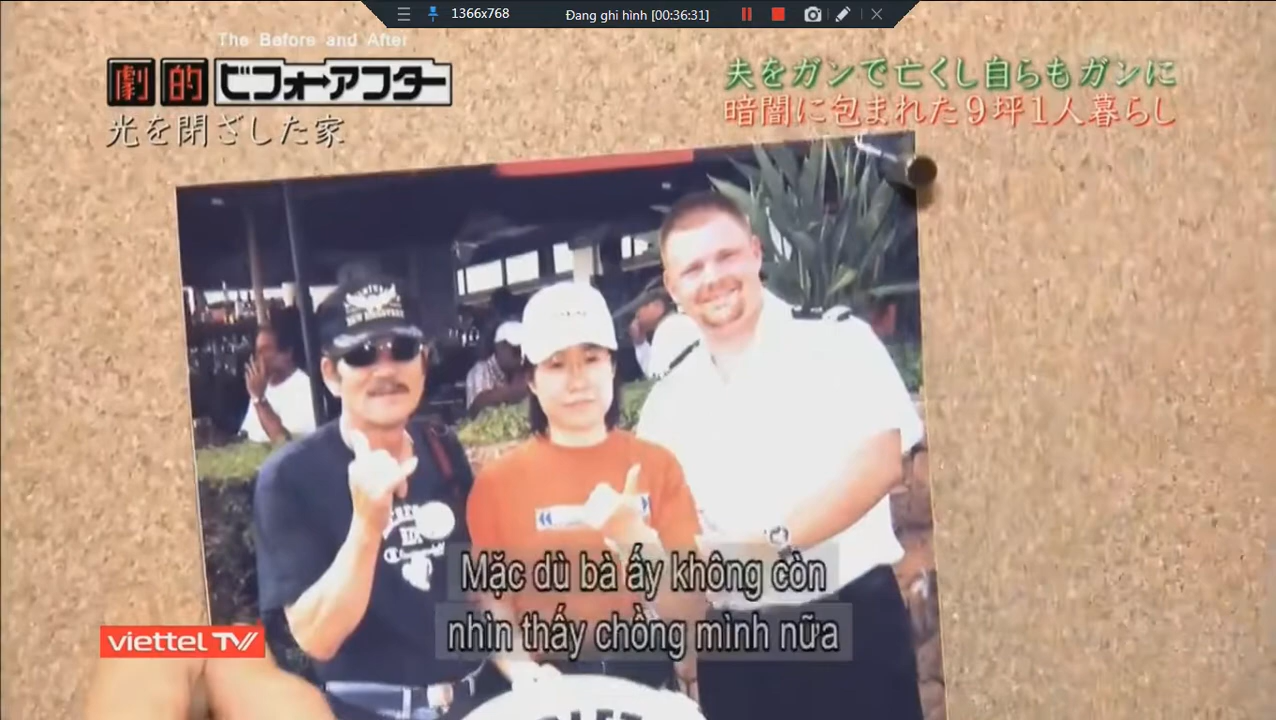 1366x768
Đang ghi hình [00:36:31]
The Before and After
劇的ビフォーアフター
光を閉ざした家
夫をガンで亡くし自らもガンに
暗闇に包まれた9坪1人暮らし
Mặc dù bà ấy không còn
nhìn thấy chồng mình nữa
viettel TV